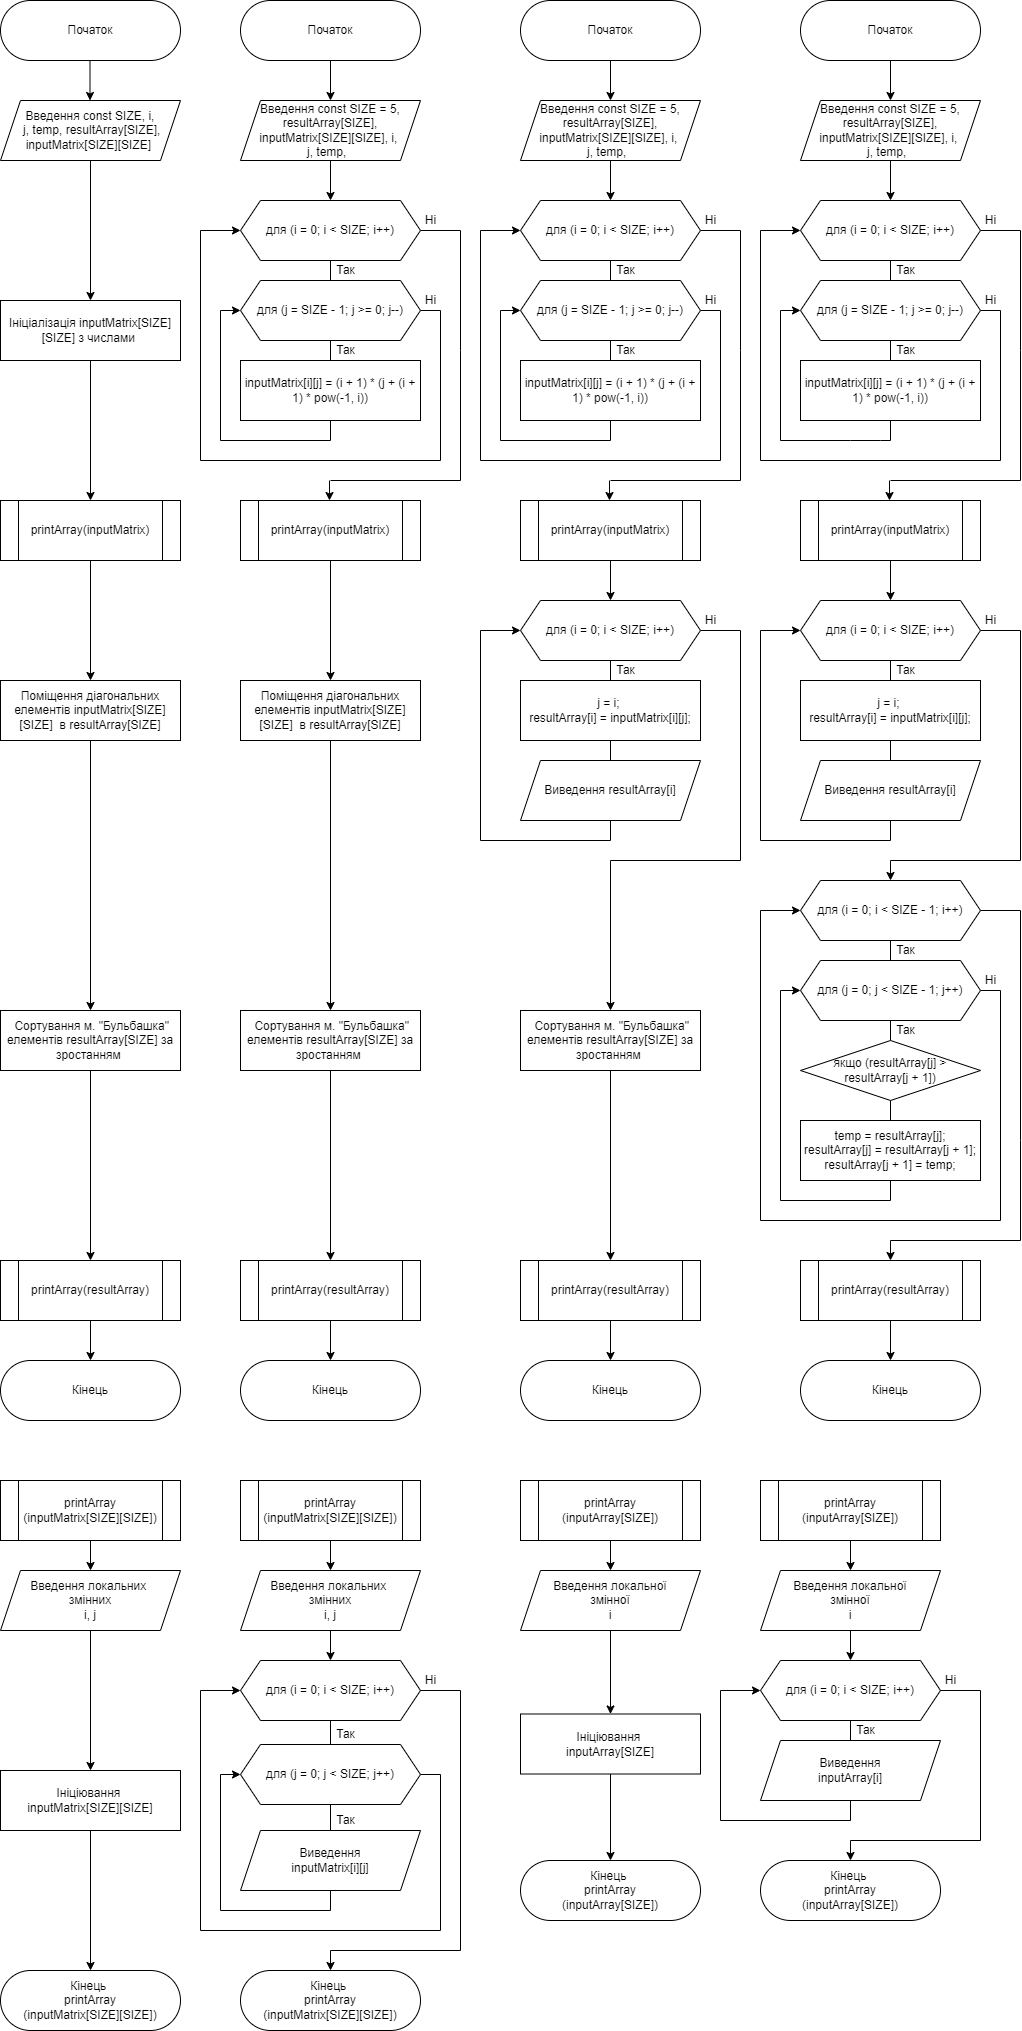 Початок
Введення const SIZE, i,
j, temp, resultArray[SIZE],
inputMatrix[SIZE][SIZE]
Ініціалізація inputMatrix[SIZE]
[SIZE] з числами
printArray(inputMatrix)
Поміщення діагональних
елементів inputMatrix[SIZE]
[SIZE] в resultArray[SIZE]
Сортування м. "Бульбашка"
елементів resultArray[SIZE] за
зростанням
printArray(resultArray)
Кінець
Початок
Введення const SIZE = 5,
resultArray[SIZE],
inputMatrix[SIZE][SIZE], i,
j, temp,
для (i = 0; i < SIZE; i++)
Ні
Так
для (j = SIZE - 1; j >= 0; j--)
Ні
Так
inputMatrix[i][j] = (i + 1) * (j + (i +
1) * pow(-1, i))
printArray(inputMatrix)
Поміщення діагональних
елементів inputMatrix[SIZE]
[SIZE] в resultArray[SIZE]
Сортування м. "Бульбашка"
елементів resultArray[SIZE] за
зростанням
printArray(resultArray)
Кінець
Початок
Введення const SIZE = 5,
resultArray[SIZE],
inputMatrix[SIZE][SIZE], i,
j, temp,
для (i = 0; i < SIZE; i++)
Ні
Так
для (j = SIZE - 1; j >= 0; j--)
Ні
Так
inputMatrix[i][j] = (i + 1) * (j + (i +
1) * pow(-1, i))
printArray(inputMatrix)
для (i = 0; i < SIZE; i++)
Ні
Так
j = i;
resultArray[i] = inputMatrix[i][j];
Виведення resultArray[i]
Сортування м. "Бульбашка"
елементів resultArray[SIZE] за
зростанням
printArray(resultArray)
Кінець
Початок
Введення const SIZE = 5,
resultArray[SIZE],
inputMatrix[SIZE][SIZE], i,
j, temp,
для (i = 0; i < SIZE; i++)
Ні
Так
для (j = SIZE - 1; j >= 0; j--)
Ні
Так
inputMatrix[i][j] = (i + 1) * (j + (i +
1) * pow(-1, i))
printArray(inputMatrix)
для (i = 0; i < SIZE; i++)
Ні
Так
j = i;
resultArray[i] = inputMatrix[i][j];
Виведення resultArray[i]
для (i = 0; i < SIZE - 1; i++)
Так
для (j = 0; j < SIZE - 1; j++)
Ні
Так
якщо (resultArray[j] >
resultArray[j + 1])
temp = resultArray[j];
resultArray[j] = resultArray[j + 1];
resultArray[j + 1] = temp;
printArray(resultArray)
Кінець
printArray
(inputMatrix[SIZE][SIZE])
Введення локальних
змінних
i, j
Ініціювання
inputMatrix[SIZE][SIZE]
Кінець
printArray
(inputMatrix[SIZE][SIZE])
printArray
(inputMatrix[SIZE][SIZE])
Введення локальних
змінних
i, j
для (i = 0; i < SIZE; i++)
Ні
Так
для (j = 0; j < SIZE; j++)
Так
Виведення
inputMatrix[i][j]
Кінець
printArray
(inputMatrix[SIZE][SIZE])
printArray
(inputArray[SIZE])
Введення локальної
змінної
i
Ініціювання
inputArray[SIZE]
Кінець
printArray
(inputArray[SIZE])
printArray
(inputArray[SIZE])
Введення локальної
змінної
i
для (i = 0; i < SIZE; i++)
Ні
Так
Виведення
inputArray[i]
Кінець
printArray
(inputArray[SIZE])